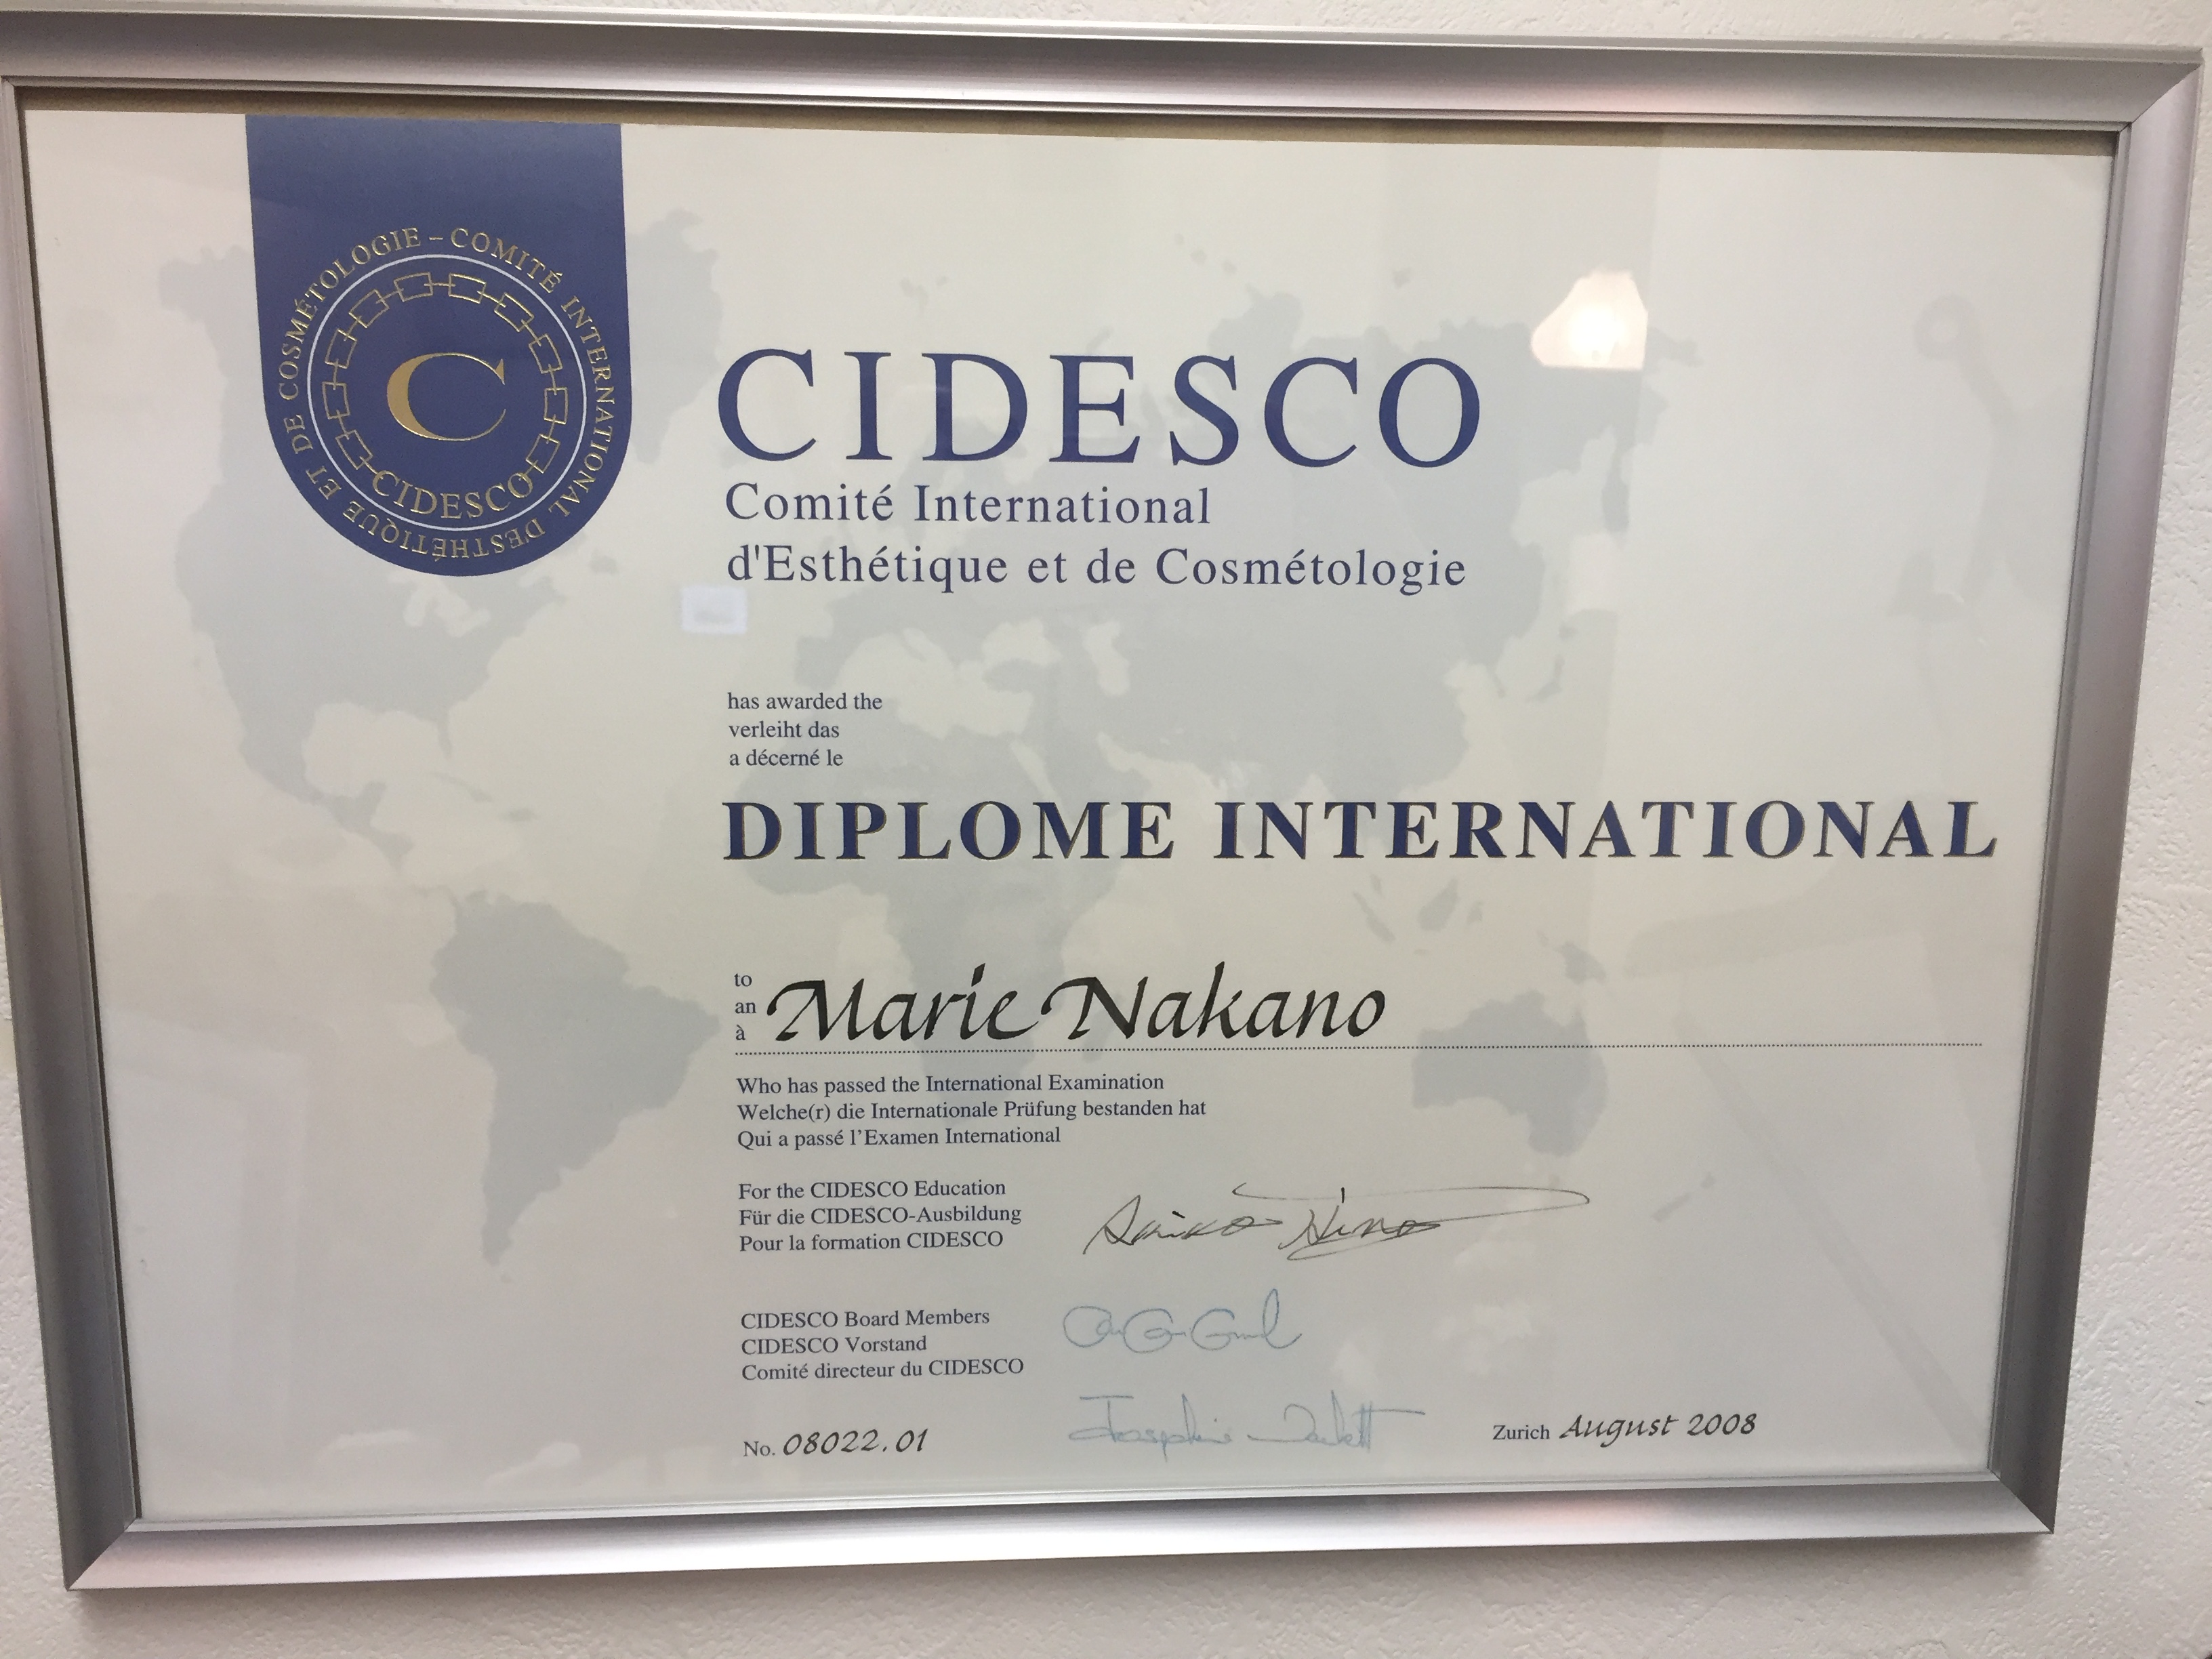 COMITÉ INTERNATIONAL D'ESTHÉTIQUE ET DE COSMÉTOLOGIE –
C
CIDESCO
CIDESCO
Comité International
d'Esthétique et de Cosmétologie
has awarded the
verleiht das
a décerné le
DIPLOME INTERNATIONAL
to
an
à
Marie Nakano
Who has passed the International Examination
Welche(r) die Internationale Prüfung bestanden hat
Qui a passé l’Examen International
For the CIDESCO Education
Für die CIDESCO-Ausbildung
Pour la formation CIDESCO
CIDESCO Board Members
CIDESCO Vorstand
Comité directeur du CIDESCO
No. 08022.01
Zurich August 2008